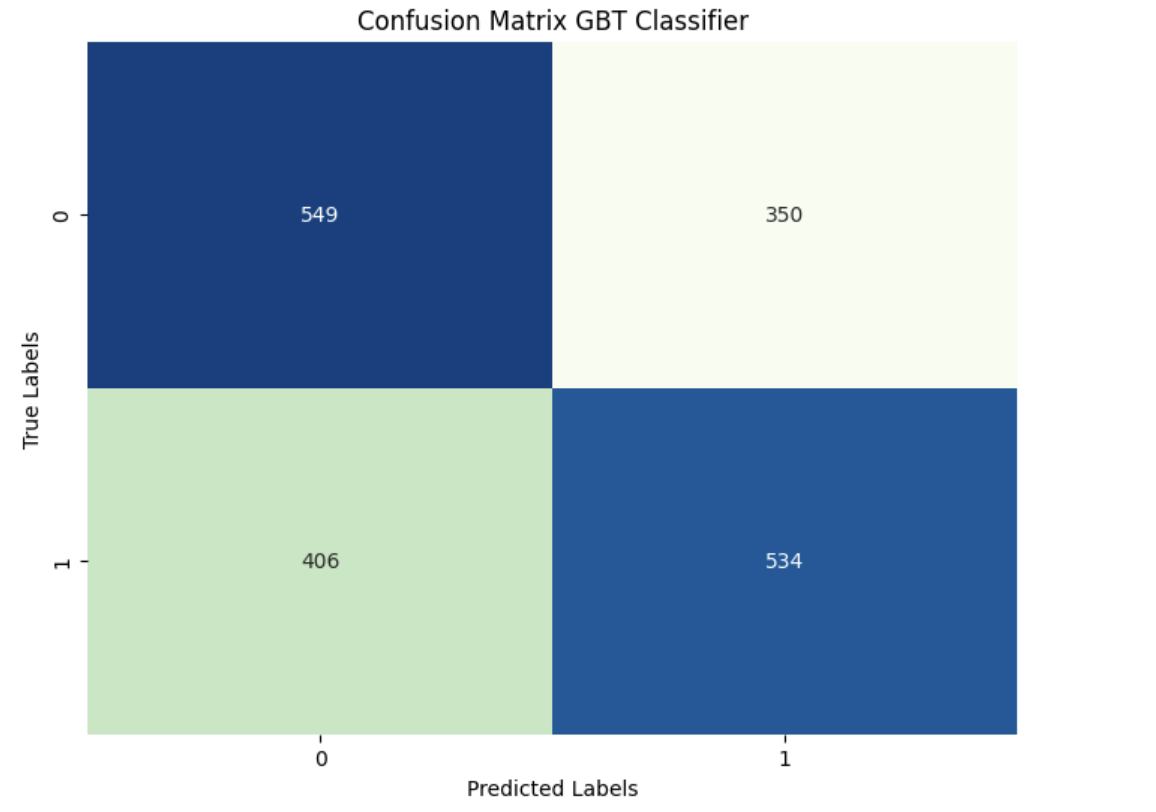 Confusion Matrix GBT Classifier
True Labels
0
549
350
1
406
534
0
1
Predicted Labels